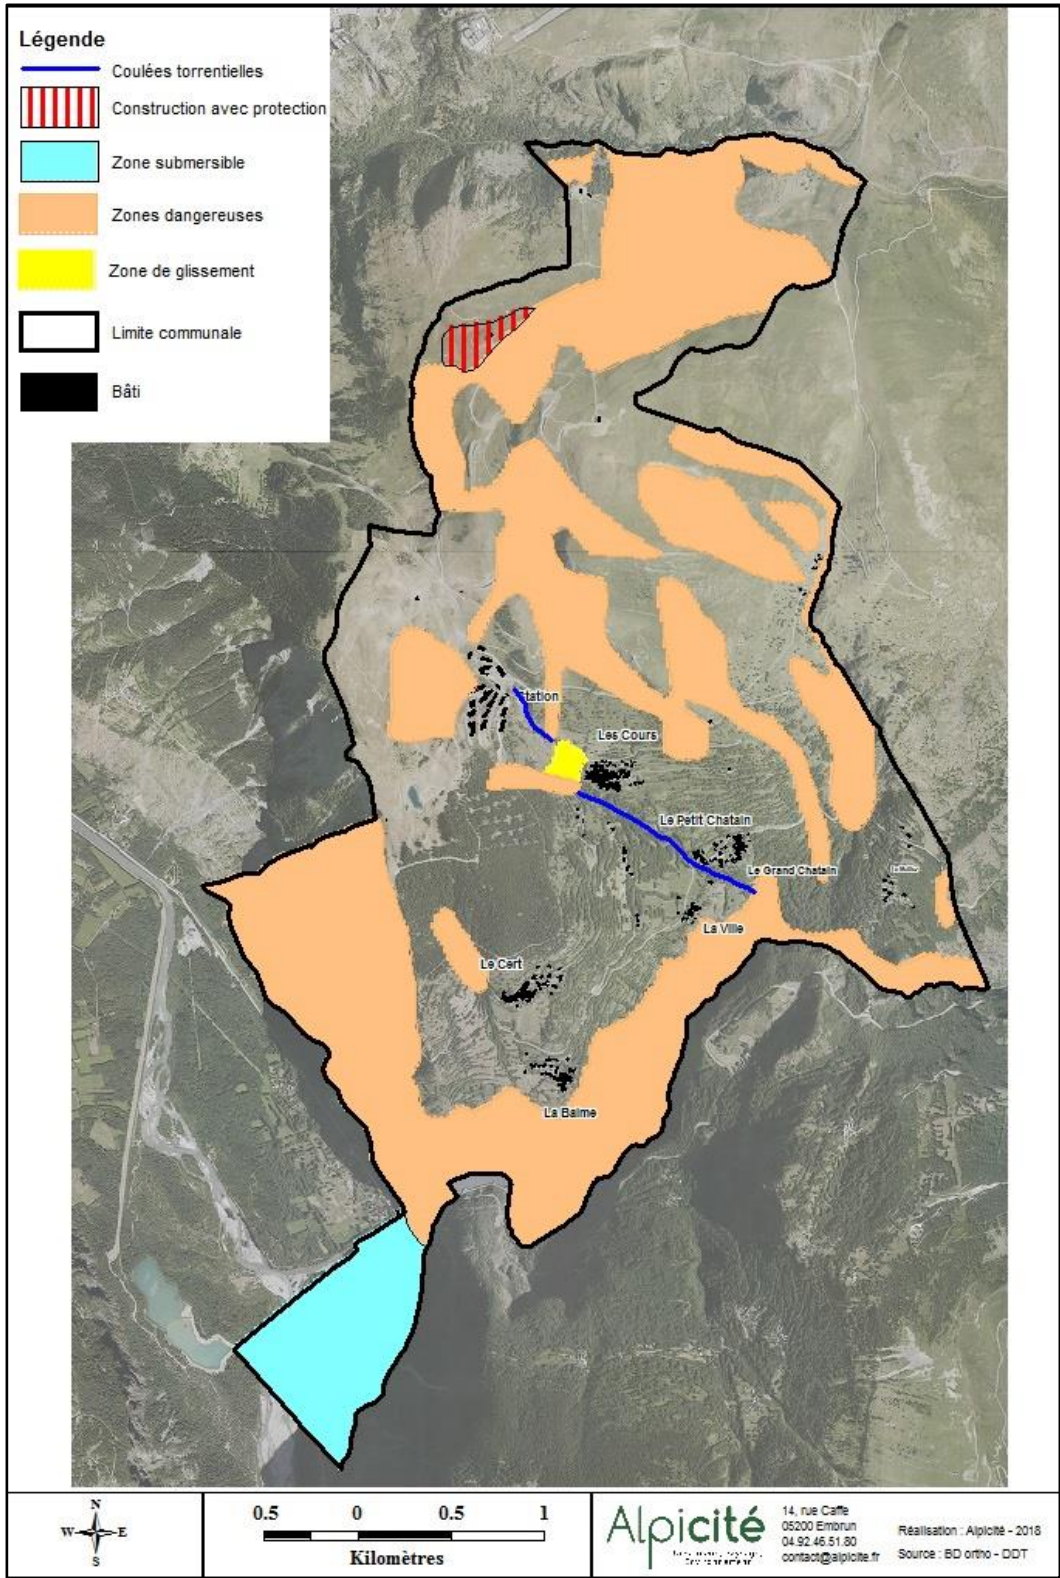 Légende
Coulées torrentielles
Construction avec protection
Zone submersible
Zones dangereuses
Zone de glissement
Limite communale
Bâti
Station
Les Cours
Le Petit Chatain
Le Grand Chatain
La Ville
Le Cert
La Balme
N
W E
S
0.5 0 0.5 1
Kilomètres
Alpicité
14, rue Caffe
05200 Embrun
04.92.46.51.80
contact@alpicite.fr
Réalisation : Alpicité - 2018
Source : BD ortho - DDT